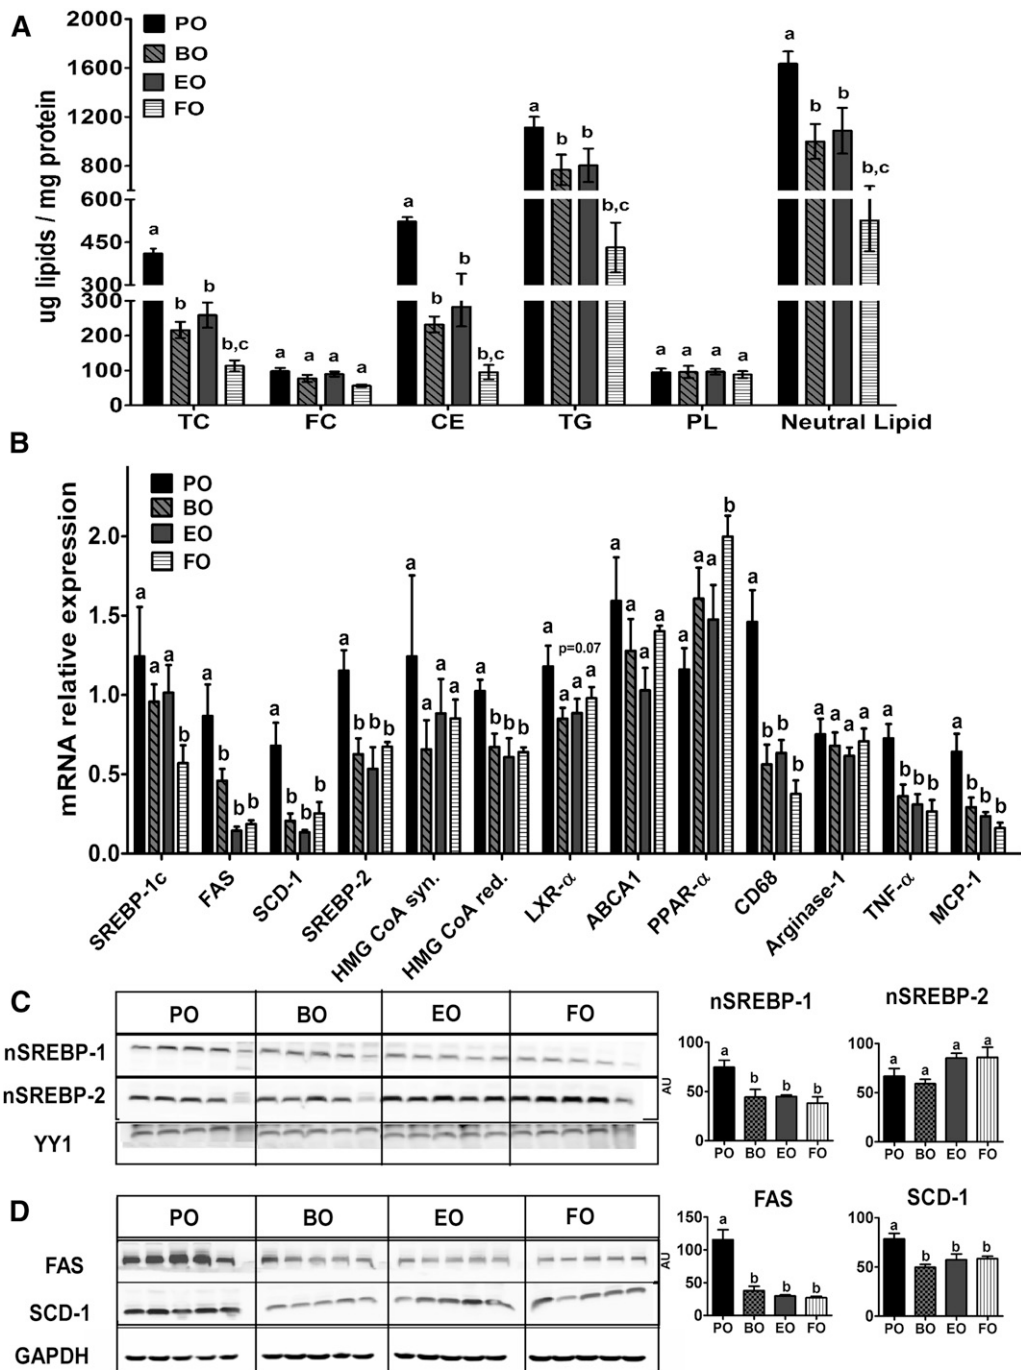 A
2000
1600
1200
800
600
450
300
300
200
100
0
ug lipids / mg protein
PO
BO
EO
FO
a b b b,c
a a a a
a b b b,c
a b b b,c
a a a a
a b b b,c
TC FC CE TG PL Neutral Lipid
B
mRNA relative expression
2.0
1.5
1.0
0.5
0.0
PO
BO
EO
FO
a a a b
a b b b
a b b b
a b b b
a a a a
a b b b
a a a a
p=0.07
a a a a
a a a b
a b b b
a a a a
a b b b
a b b b
SREBP-1c FAS SCD-1 SREBP-2 HMG CoA syn. HMG CoA red. LXR-α ABCA1 PPAR-α CD68 Arginase-1 TNF-α MCP-1
C
PO BO EO FO
nSREBP-1
nSREBP-2
YY1
nSREBP-1
AU
100
50
0
a b b b
PO BO EO FO
nSREBP-2
100
50
0
a a a a
PO BO EO FO
D
PO BO EO FO
FAS
SCD-1
GAPDH
FAS
AU
150
100
50
0
a b b b
PO BO EO FO
SCD-1
100
50
0
a b b b
PO BO EO FO